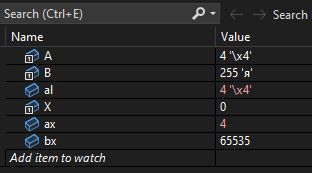 Search (Ctrl+E) Search
Name Value
A 4 '\x4'
B 255 'я'
al 4 '\x4'
X 0
ax 4
bx 65535
Add item to watch